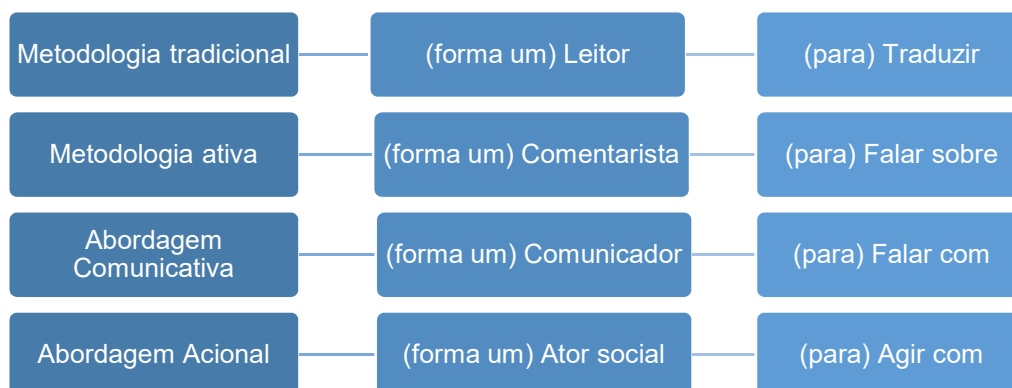 Metodologia tradicional
(forma um) Leitor
(para) Traduzir
Metodologia ativa
(forma um) Comentarista
(para) Falar sobre
Abordagem
Comunicativa
(forma um) Comunicador
(para) Falar com
Abordagem Acional
(forma um) Ator social
(para) Agir com